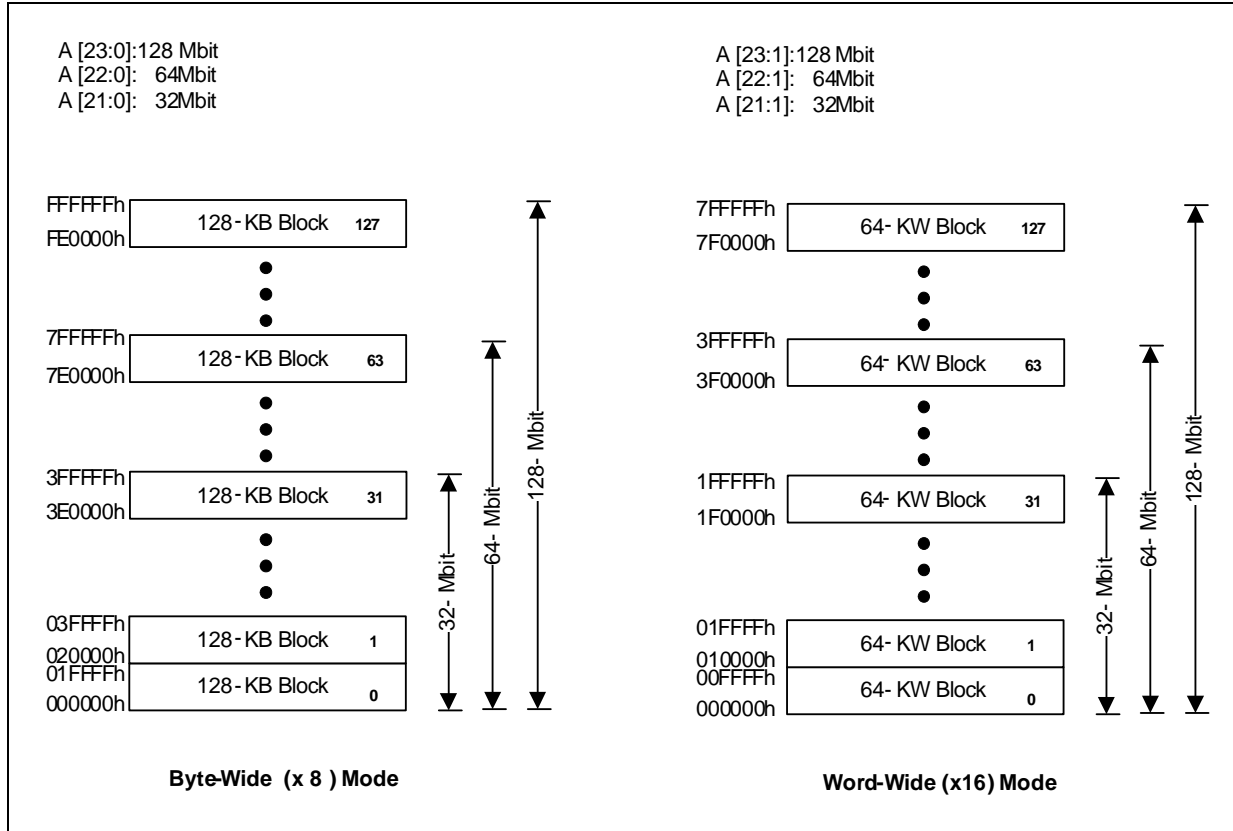 A [23:0]:128 Mbit
A [22:0]: 64Mbit
A [21:0]: 32Mbit
FFFFFFh
128-KB Block 127
FE0000h
7FFFFFh
128-KB Block 63
7E0000h
3FFFFFh
128-KB Block 31
3E0000h
03FFFFh
128-KB Block 1
020000h
01FFFFh
128-KB Block 0
000000h
32- Mbit
64- Mbit
128- Mbit
Byte-Wide (x 8 ) Mode
A [23:1]:128 Mbit
A [22:1]: 64Mbit
A [21:1]: 32Mbit
7FFFFFh
64- KW Block 127
7F0000h
3FFFFFh
64- KW Block 63
3F0000h
1FFFFFh
64- KW Block 31
1F0000h
01FFFFh
64- KW Block 1
010000h
00FFFFh
64- KW Block 0
000000h
32- Mbit
64- Mbit
128- Mbit
Word-Wide (x16) Mode